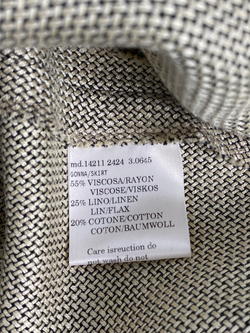 md.14211 2424 3.0645
GONNA/SKIRT
55% VISCOSA/RAYON
VISCOSE/VISKOS
25% LINO/LINEN
LIN/FLAX
20% COTONE/COTTON
COTON/BAUMWOLL
Care isreuction do
not wash do not